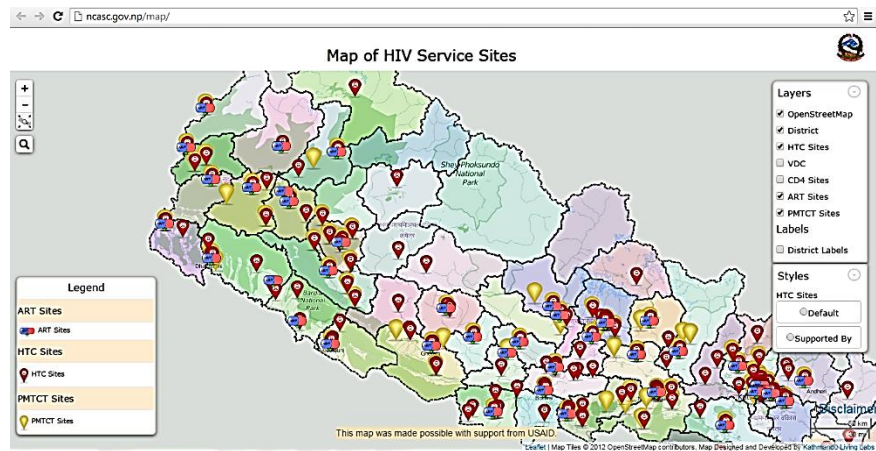 ncasc.gov.np/map/
Map of HIV Service Sites
+
-
Layers
OpenStreetMap
District
HTC Sites
VDC
CD4 Sites
ART Sites
PMTCT Sites
Labels
District Labels
Styles
HTC Sites
Default
Supported By
Shey Phoksundo
National
Park
National
Park
Legend
ART Sites
ART Sites
HTC Sites
HTC Sites
PMTCT Sites
PMTCT Sites
Disclaimer
This map was made possible with support from USAID.
Leaflet | Map Tiles © 2012 OpenStreetMap contributors, Map Designed and Developed by Kathmandu Living Labs